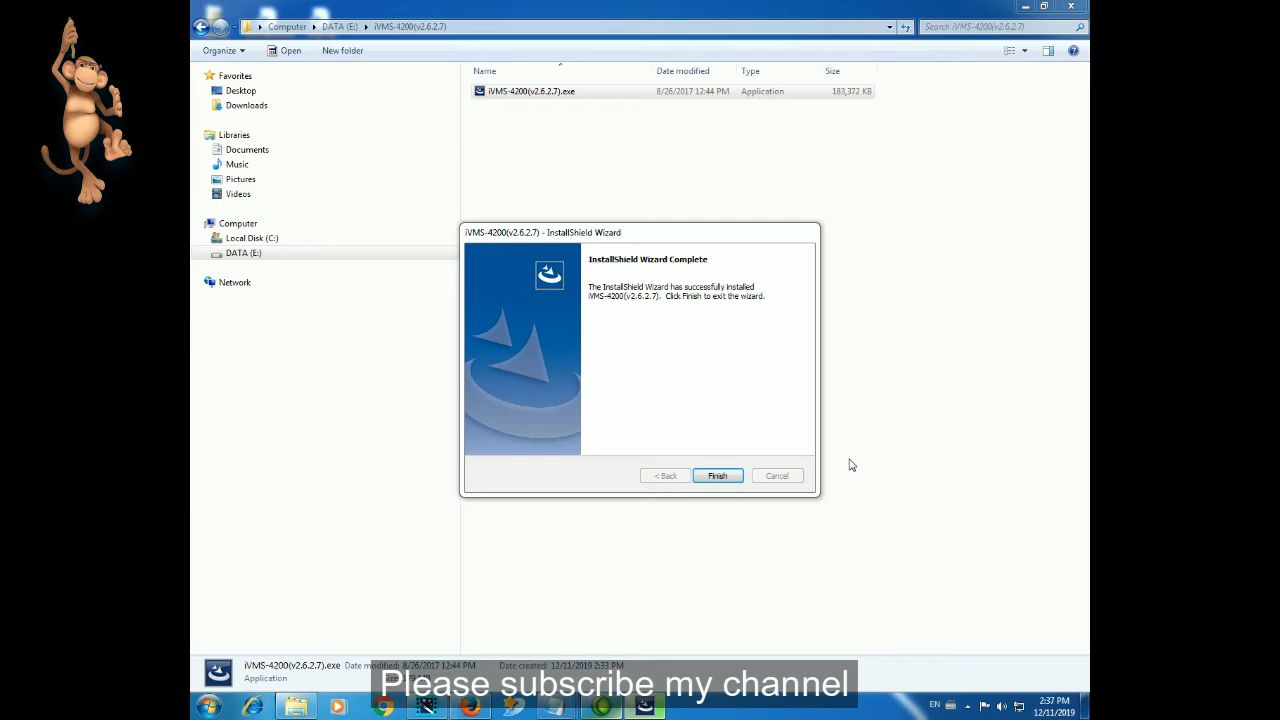 Computer
DATA (E:)
iVMS-4200(v2.6.2.7)
Search iVMS-4200(v2.6.2.7)
Organize
Open
New folder
Name
Date modified
Type
Size
Favorites
Desktop
Downloads
iVMS-4200(v2.6.2.7).exe
8/26/2017 12:44 PM
Application
183,372 KB
Libraries
Documents
Music
Pictures
Videos
Computer
Local Disk (C:)
DATA (E:)
Network
iVMS-4200(v2.6.2.7) - InstallShield Wizard
InstallShield Wizard Complete
The InstallShield Wizard has successfully installed
iVMS-4200(v2.6.2.7). Click Finish to exit the wizard.
< Back
Finish
Cancel
iVMS-4200(v2.6.2.7).exe
Date modified: 8/26/2017 12:44 PM
Date created: 12/11/2019 2:33 PM
Application
Please subscribe my channel
EN
2:37 PM
12/11/2019